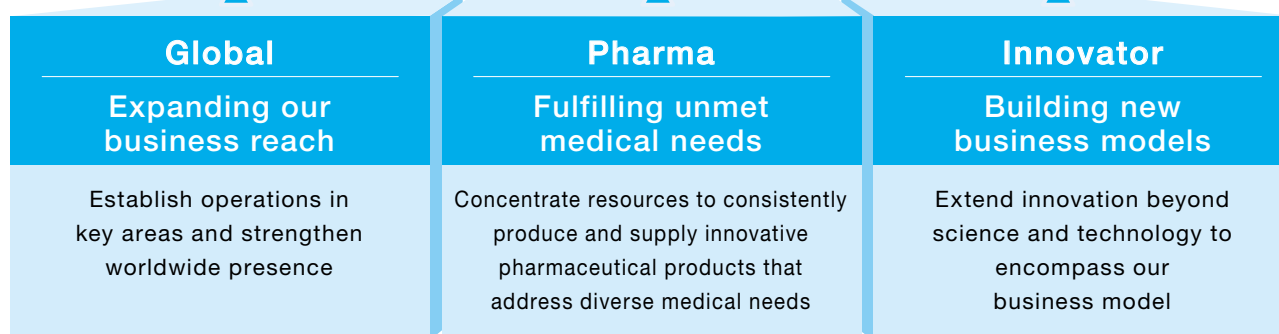 Global
Expanding our
business reach
Establish operations in
key areas and strengthen
worldwide presence
Pharma
Fulfilling unmet
medical needs
Concentrate resources to consistently
produce and supply innovative
pharmaceutical products that
address diverse medical needs
Innovator
Building new
business models
Extend innovation beyond
science and technology to
encompass our
business model